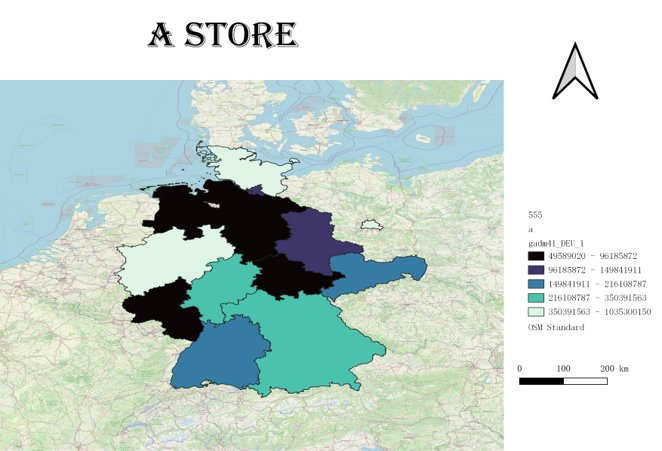 A STORE
555
a
gadm41_DEU_1
49589020 - 96185872
96185872 - 149841911
149841911 - 216108787
216108787 - 350391563
350391563 - 1035300150
OSM Standard
0 100 200 km